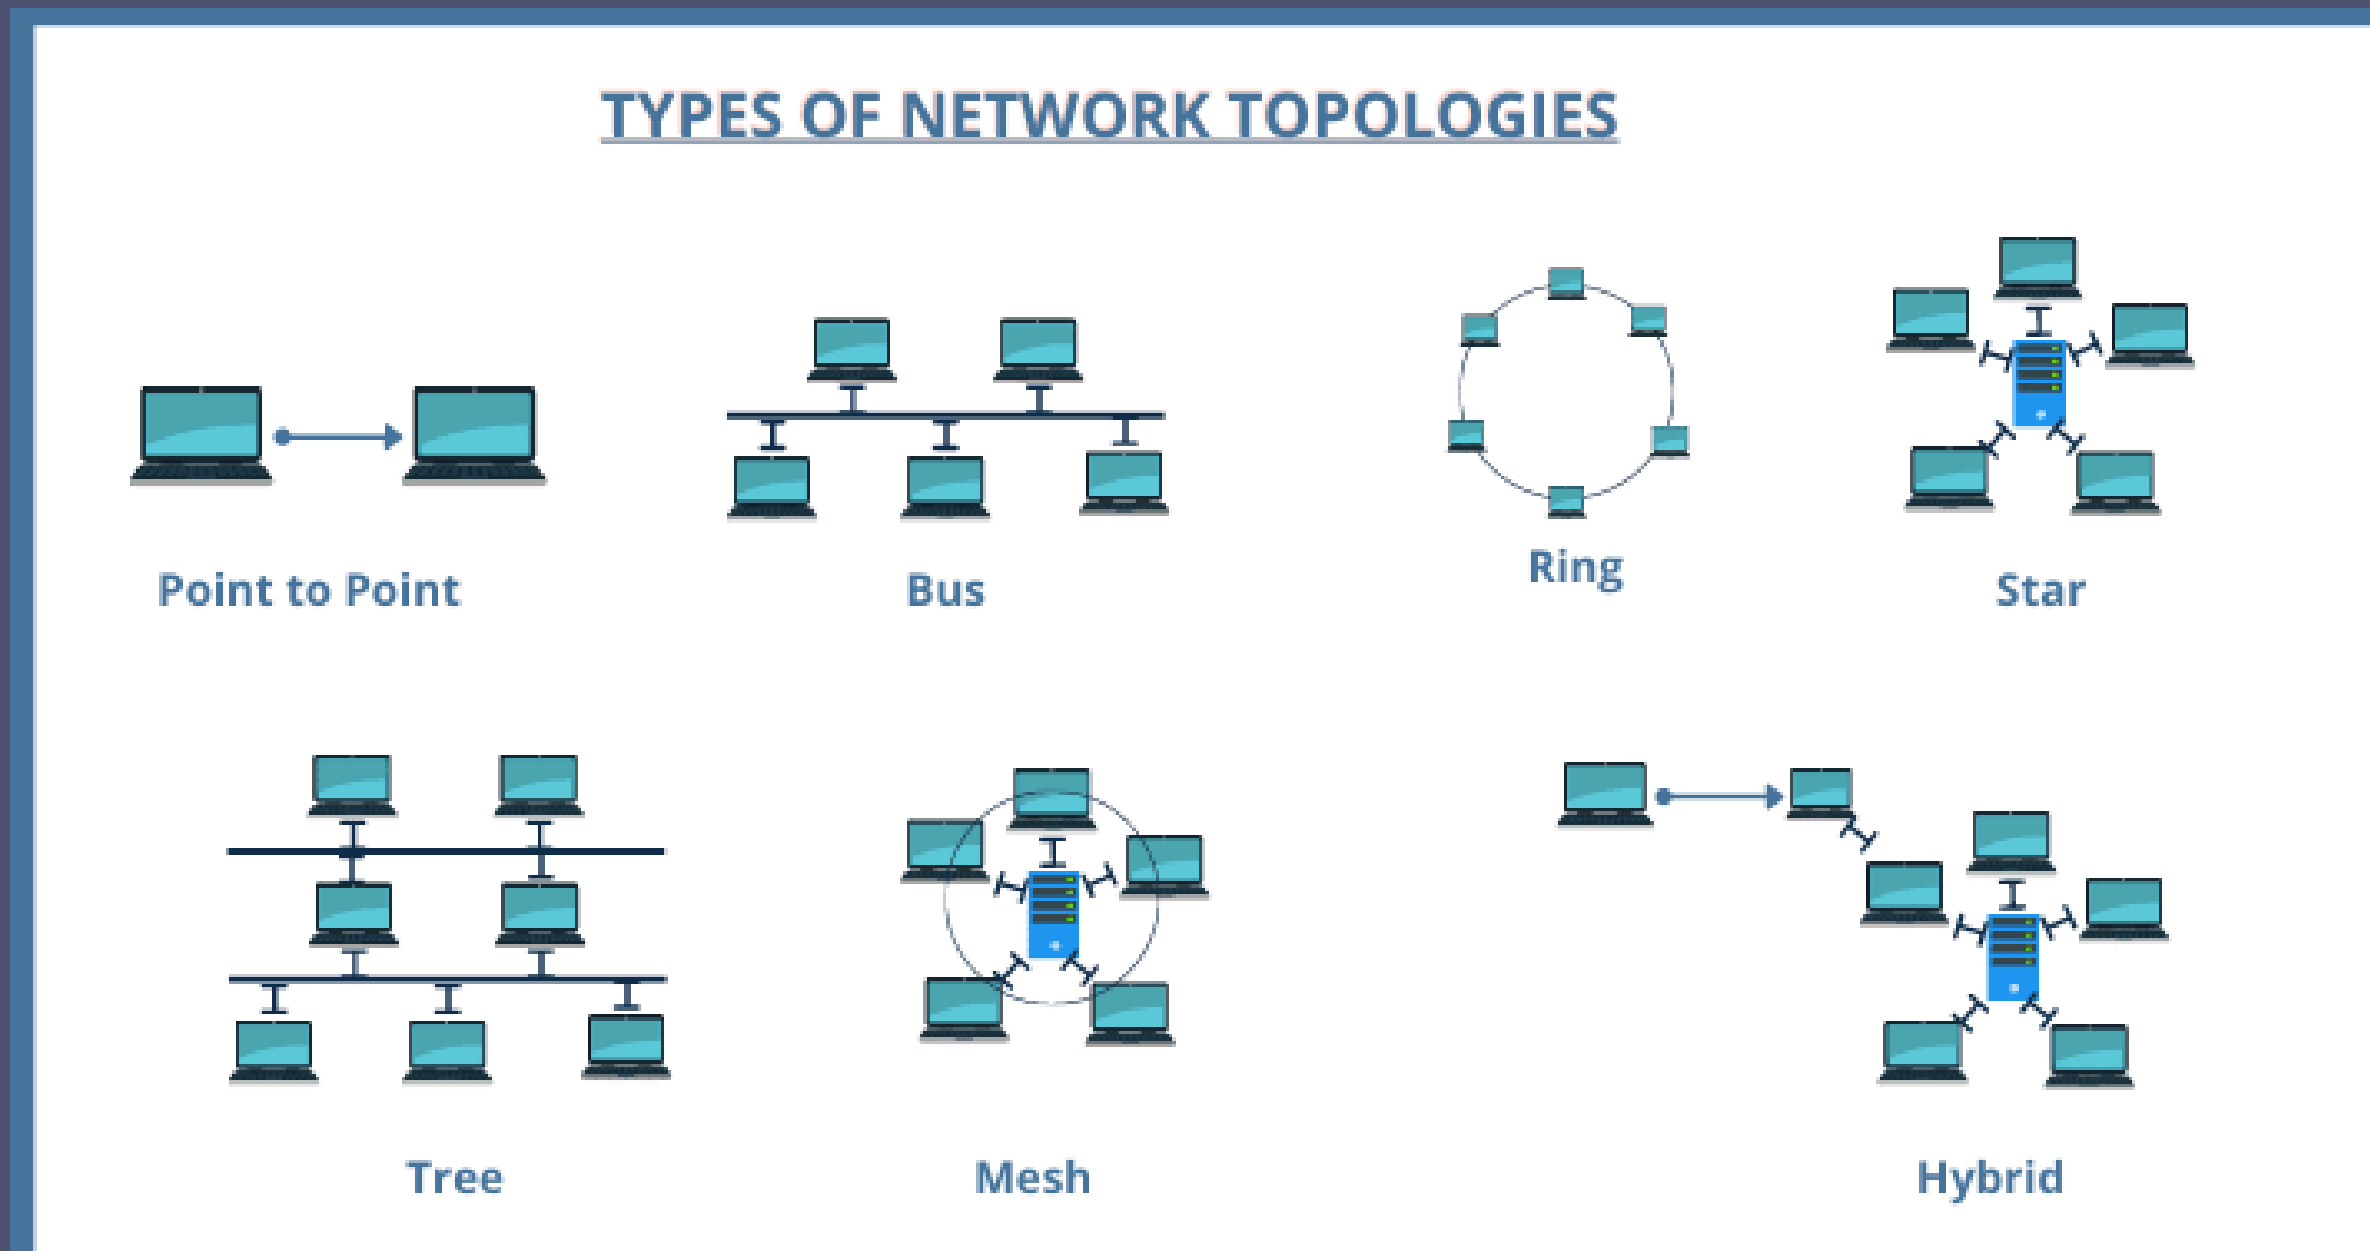 TYPES OF NETWORK TOPOLOGIES
Point to Point
Bus
Ring
Star
Tree
Mesh
Hybrid